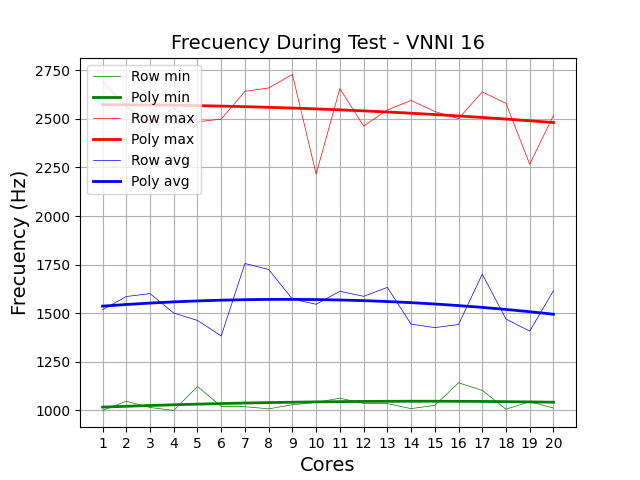 Frecuency During Test - VNNI 16
Frecuency (Hz)
2750
2500
2250
2000
1750
1500
1250
1000
Row min
Poly min
Row max
Poly max
Row avg
Poly avg
1 2 3 4 5 6 7 8 9 10 11 12 13 14 15 16 17 18 19 20
Cores